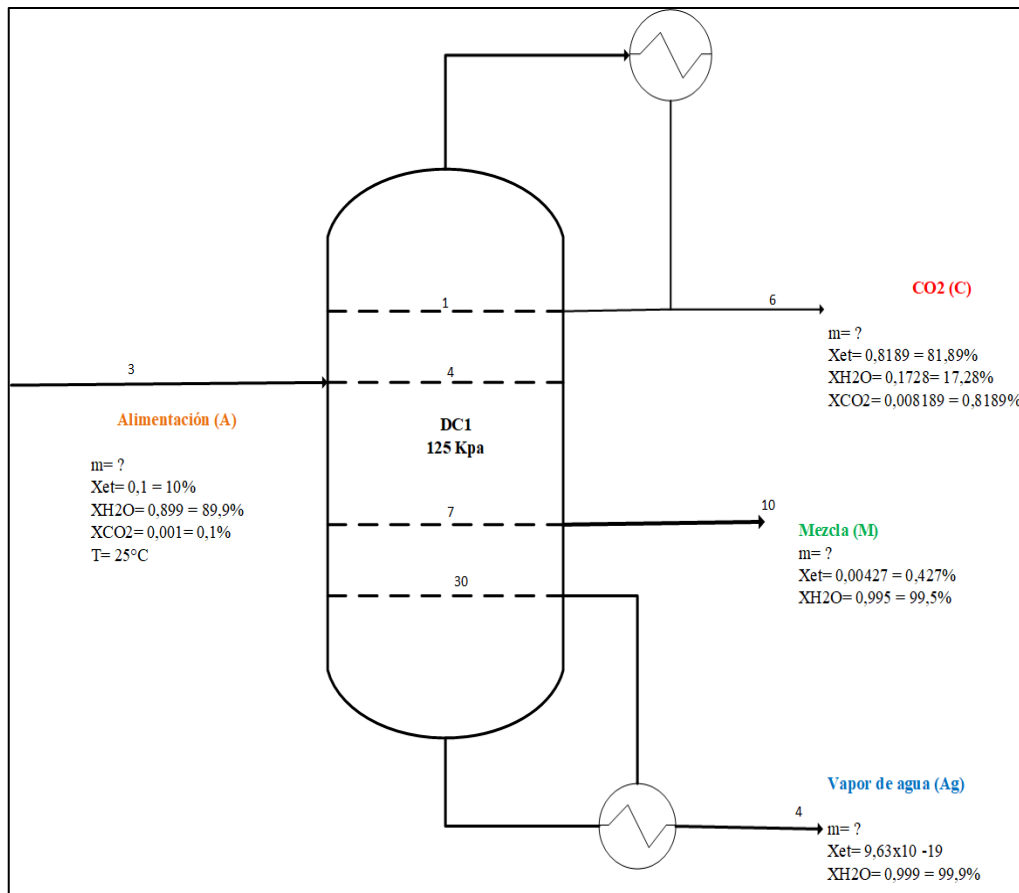 1
6
CO2 (C)
m= ?
Xet= 0,8189 = 81,89%
XH2O= 0,1728= 17,28%
XCO2= 0,008189 = 0,8189%
3
4
Alimentación (A)
m= ?
Xet= 0,1 = 10%
XH2O= 0,899 = 89,9%
XCO2= 0,001= 0,1%
T= 25°C
DC1
125 Kpa
7
10
Mezcla (M)
m= ?
Xet= 0,00427 = 0,427%
XH2O= 0,995 = 99,5%
30
Vapor de agua (Ag)
4
m= ?
Xet= 9,63x10 -19
XH2O= 0,999 = 99,9%